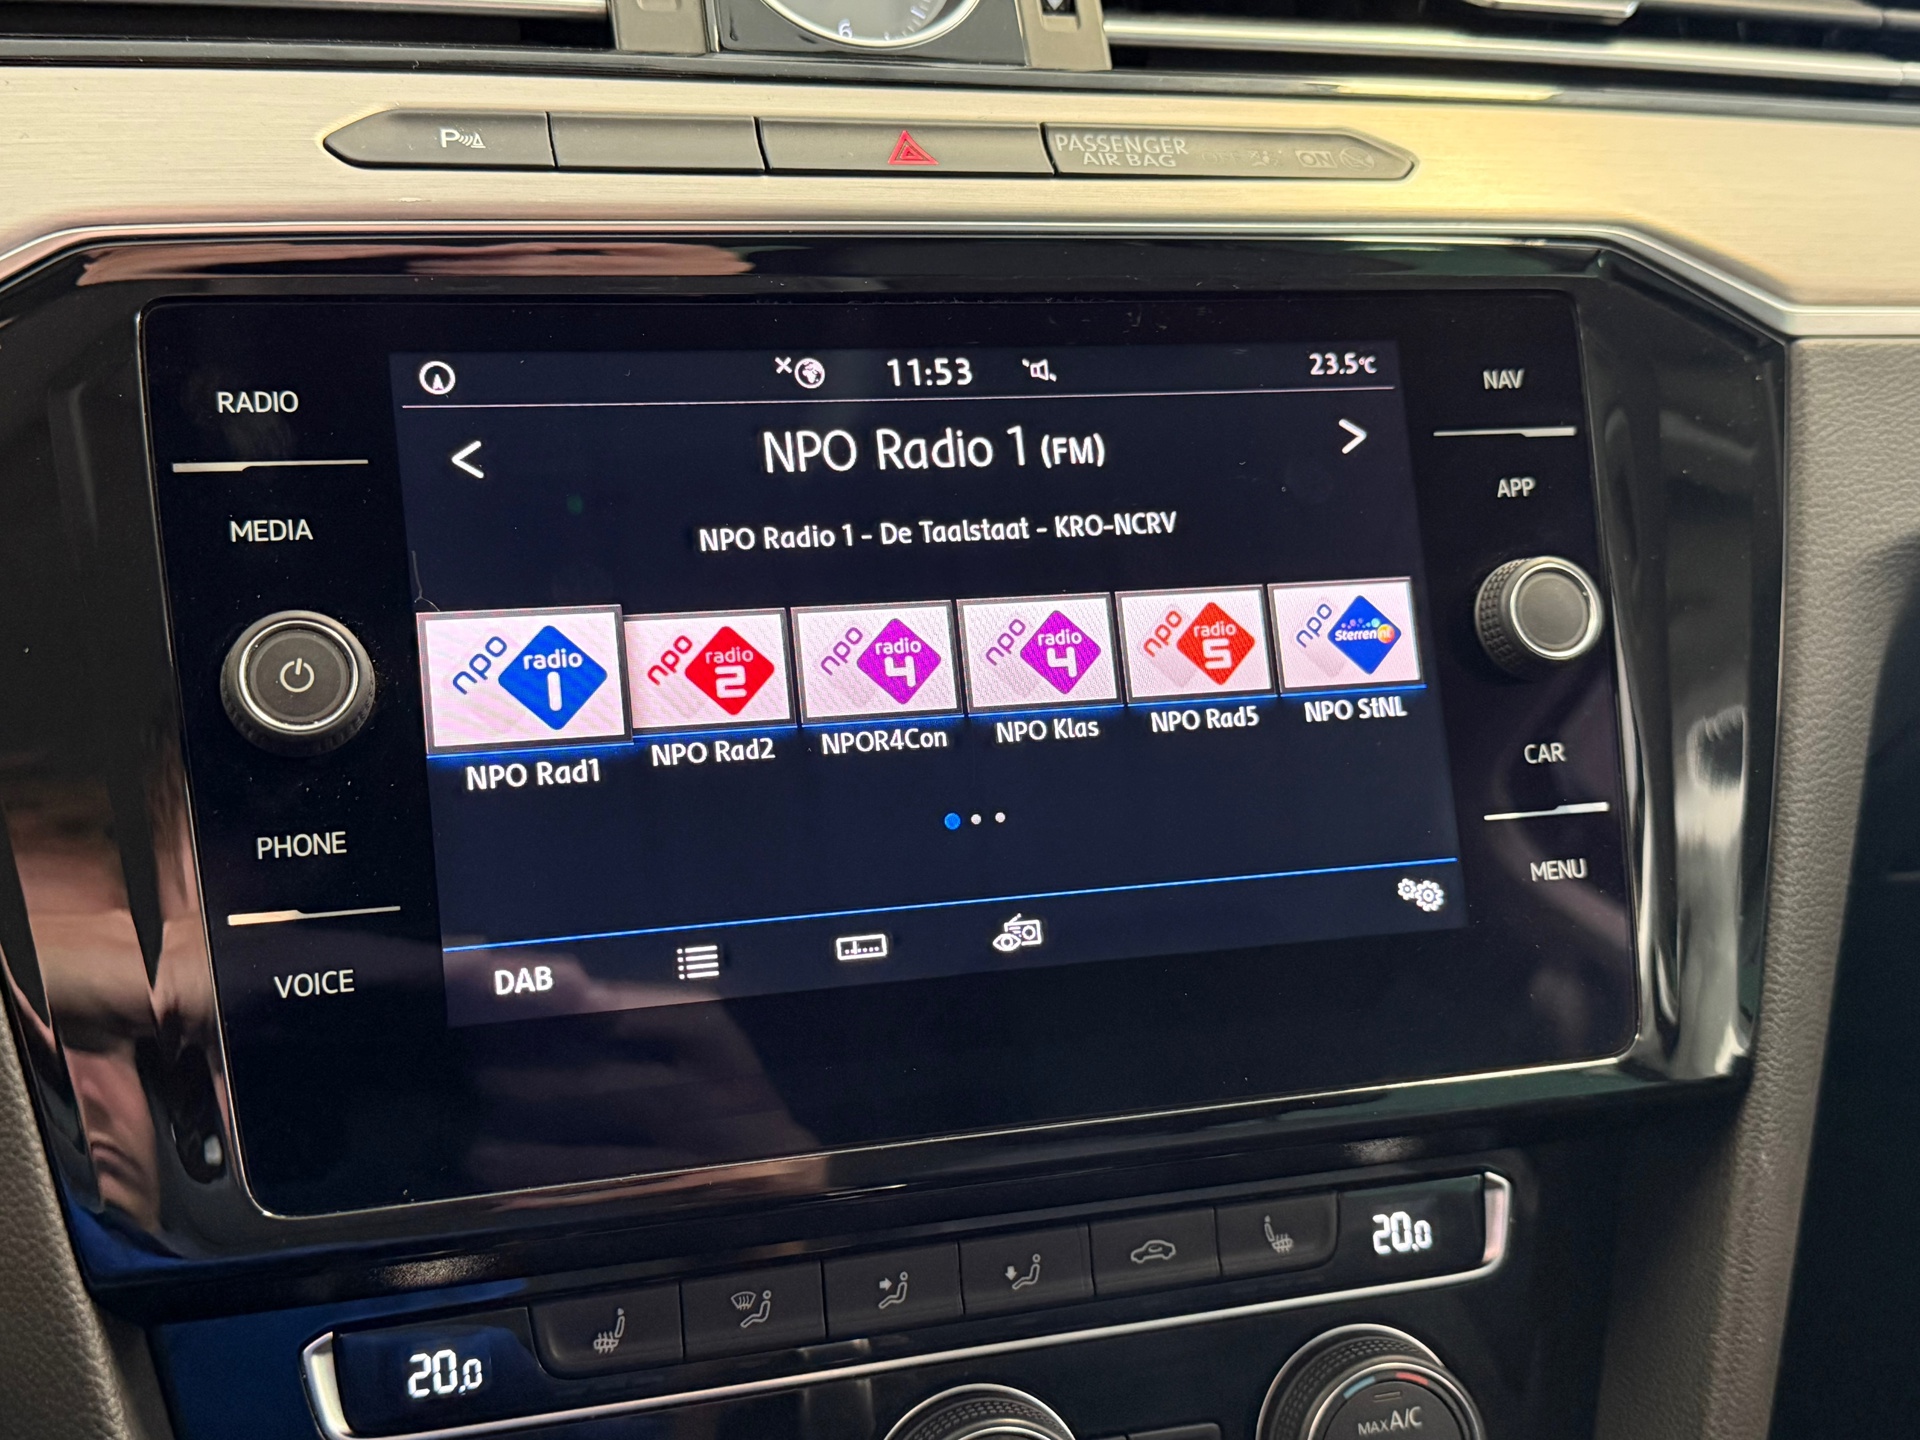 6
P
PASSENGER
AIR BAG
ON
RADIO
MEDIA
PHONE
VOICE
NAV
APP
CAR
MENU
11:53
23.5°C
< NPO Radio 1 (FM) >
NPO Radio 1 - De Taalstaat - KRO-NCRV
npo radio 1
npo radio 2
npo radio 4
npo radio 4
npo radio 5
npo Sterren nl
NPO Rad1
NPO Rad2
NPOR4Con
NPO Klas
NPO Rad5
NPO StNL
DAB
20.0
20.0
MAX A/C